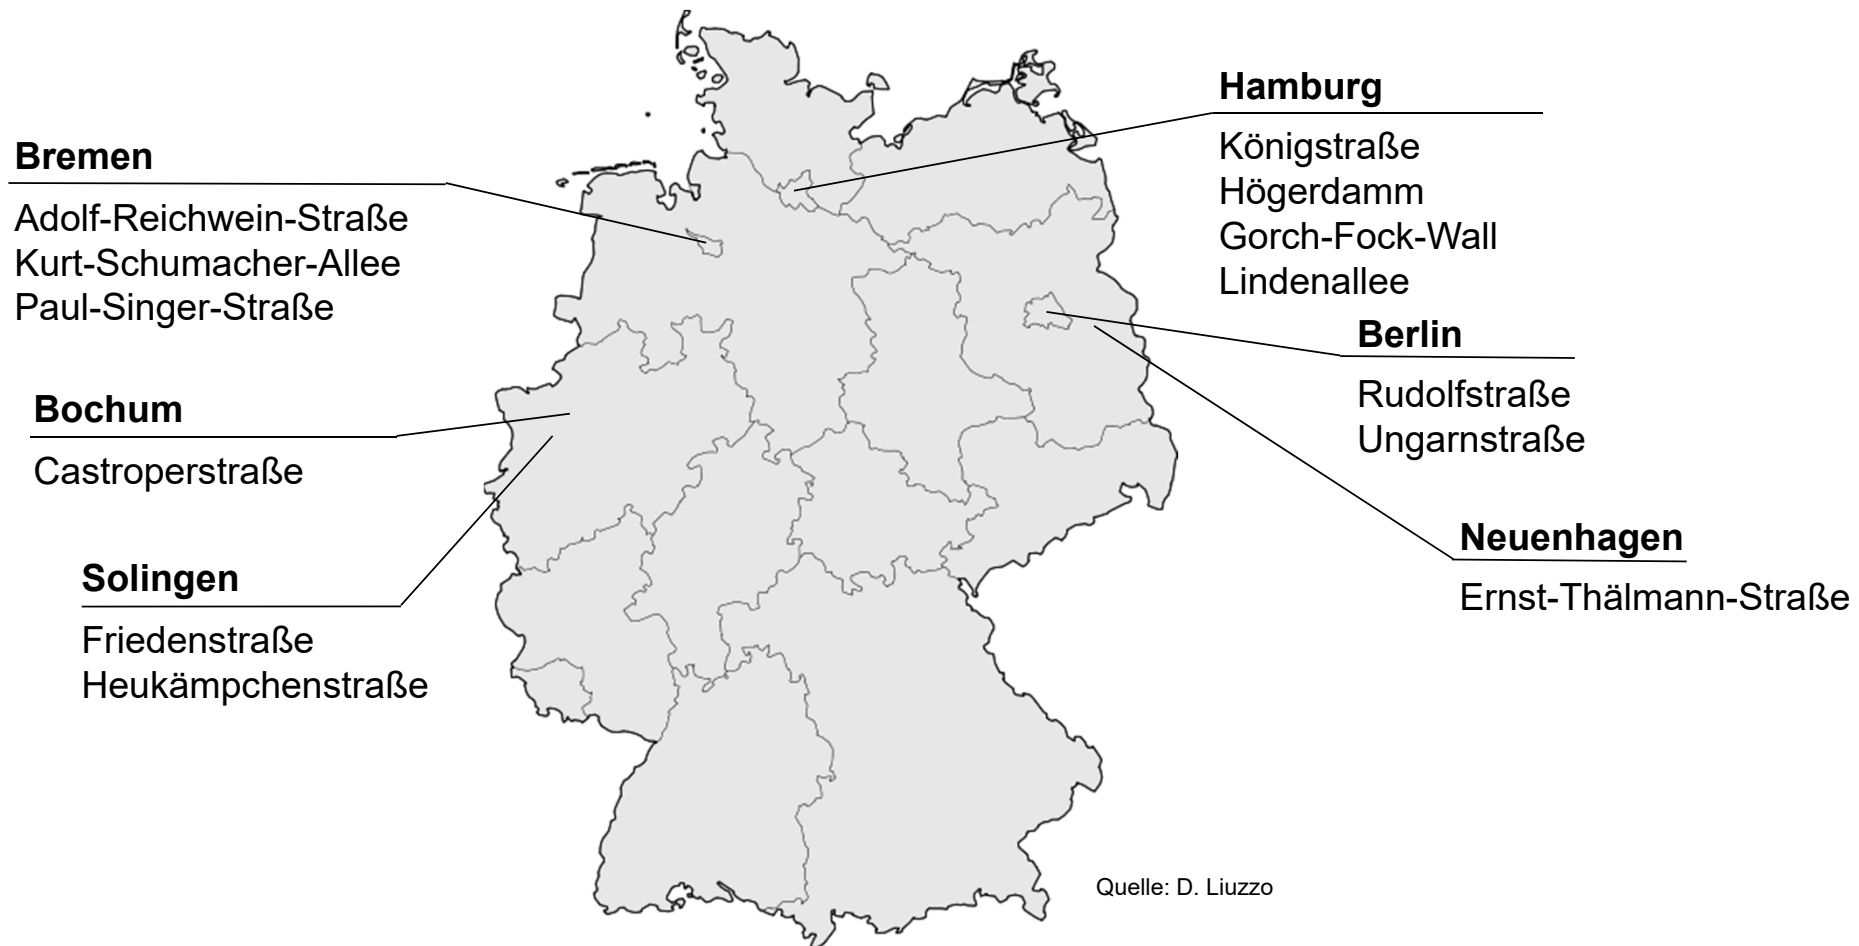 Hamburg
Königstraße
Högerdamm
Gorch-Fock-Wall
Lindenallee
Bremen
Adolf-Reichwein-Straße
Kurt-Schumacher-Allee
Paul-Singer-Straße
Berlin
Rudolfstraße
Ungarnstraße
Bochum
Castroperstraße
Neuenhagen
Ernst-Thälmann-Straße
Solingen
Friedenstraße
Heukämpchenstraße
Quelle: D. Liuzzo